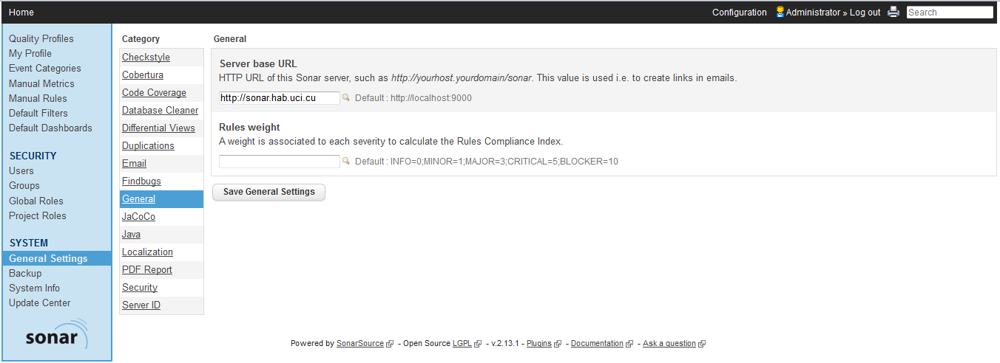 Home
Configuration Administrator » Log out Search
Quality Profiles
My Profile
Event Categories
Manual Metrics
Manual Rules
Default Filters
Default Dashboards
SECURITY
Users
Groups
Global Roles
Project Roles
SYSTEM
General Settings
Backup
System Info
Update Center
sonar
Category
Checkstyle
Cobertura
Code Coverage
Database Cleaner
Differential Views
Duplications
Email
Findbugs
General
JaCoCo
Java
Localization
PDF Report
Security
Server ID
General
Server base URL
HTTP URL of this Sonar server, such as http://yourhost.yourdomain/sonar. This value is used i.e. to create links in emails.
http://sonar.hab.uci.cu Default : http://localhost:9000
Rules weight
A weight is associated to each severity to calculate the Rules Compliance Index.
Default : INFO=0;MINOR=1;MAJOR=3;CRITICAL=5;BLOCKER=10
Save General Settings
Powered by SonarSource - Open Source LGPL - v.2.13.1 - Plugins - Documentation - Ask a question